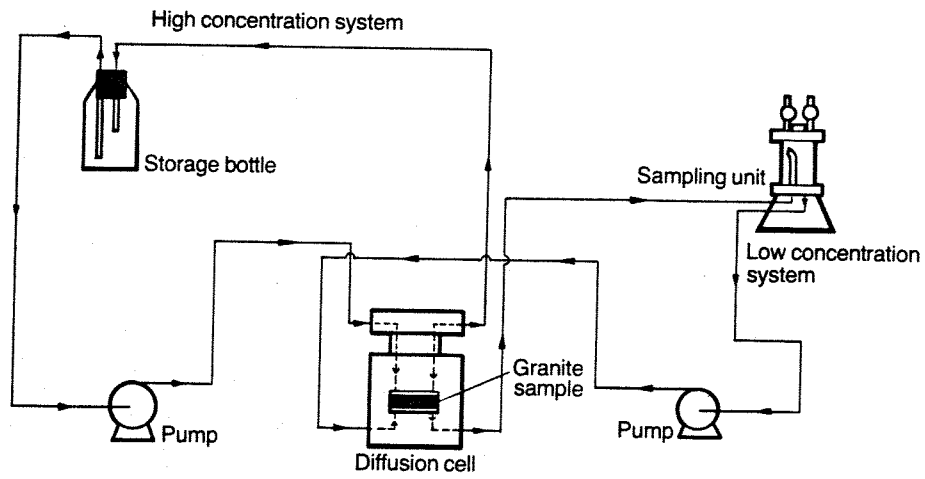 High concentration system
Storage bottle
Sampling unit
Low concentration
system
Granite
sample
Pump
Pump
Diffusion cell